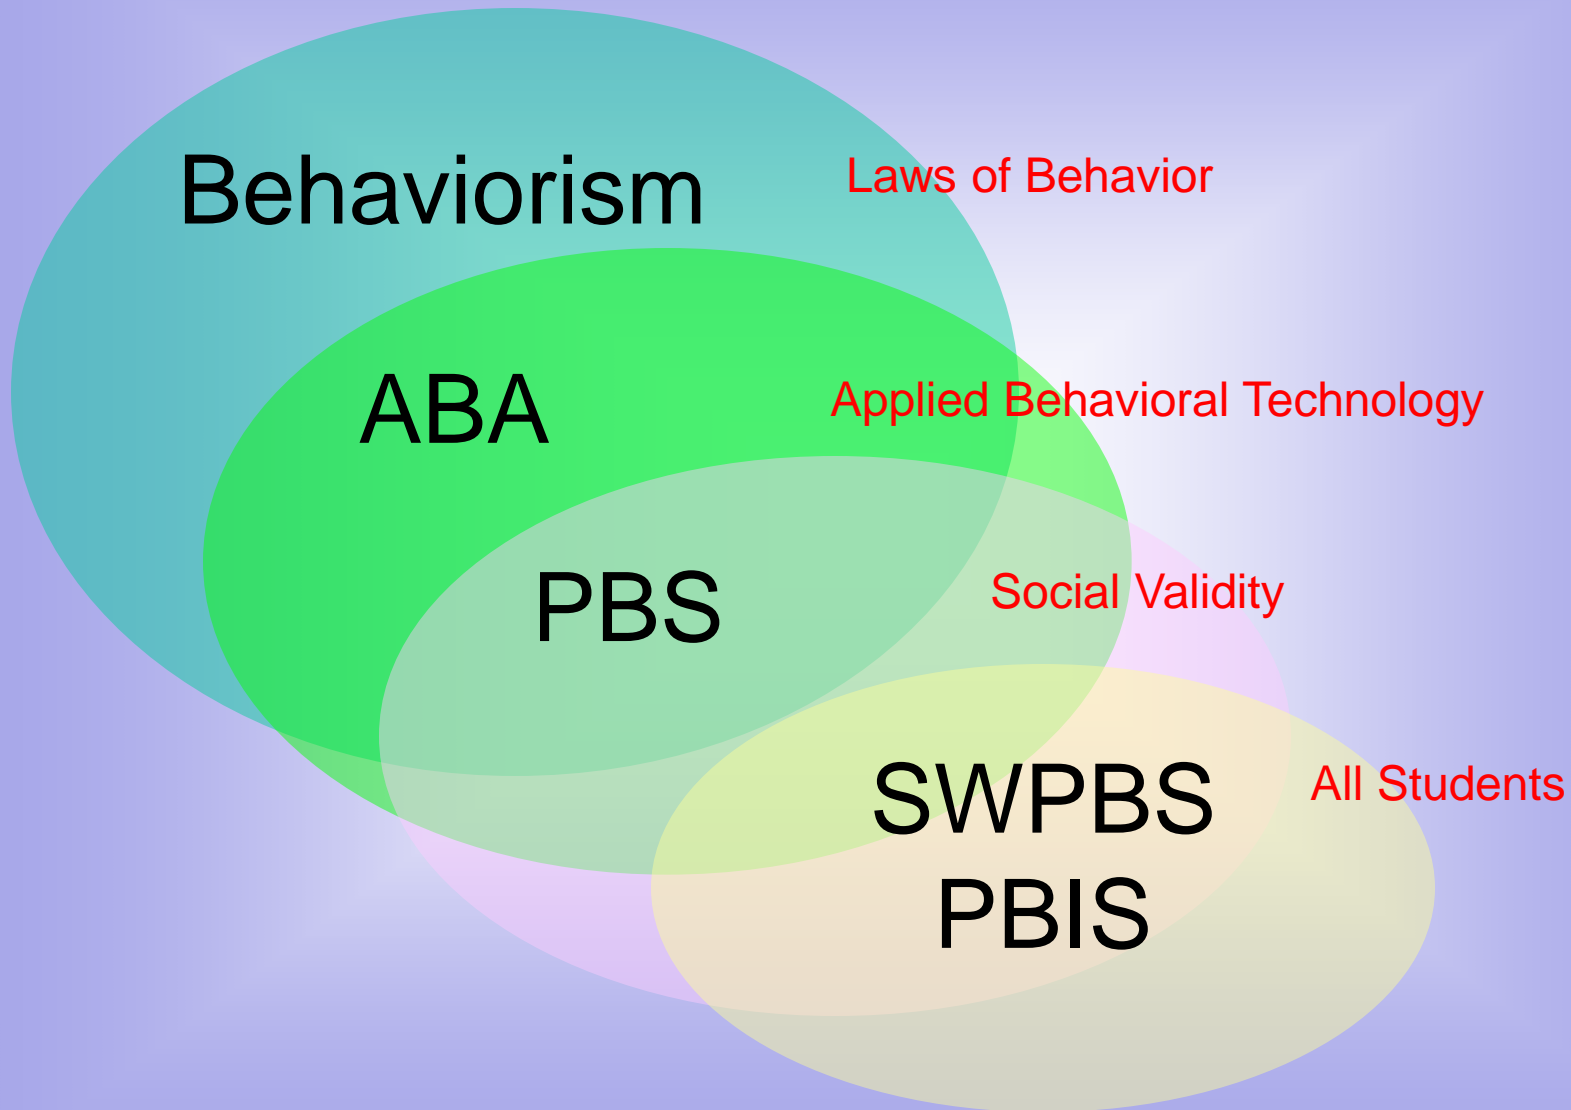 Behaviorism
Laws of Behavior
ABA
Applied Behavioral Technology
PBS
Social Validity
SWPBS
All Students
PBIS